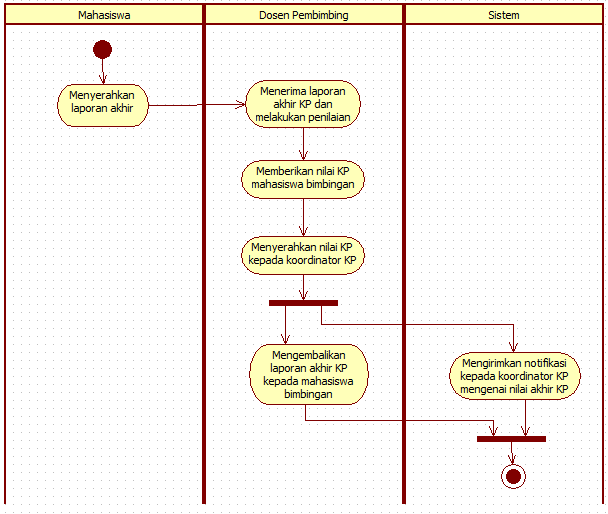 Mahasiswa
Dosen Pembimbing
Sistem
Menyerahkan
laporan akhir
Menerima laporan
akhir KP dan
melakukan penilaian
Memberikan nilai KP
mahasiswa bimbingan
Menyerahkan nilai KP
kepada koordinator KP
Mengembalikan
laporan akhir KP
kepada mahasiswa
bimbingan
Mengirimkan notifikasi
kepada koordinator KP
mengenai nilai akhir KP